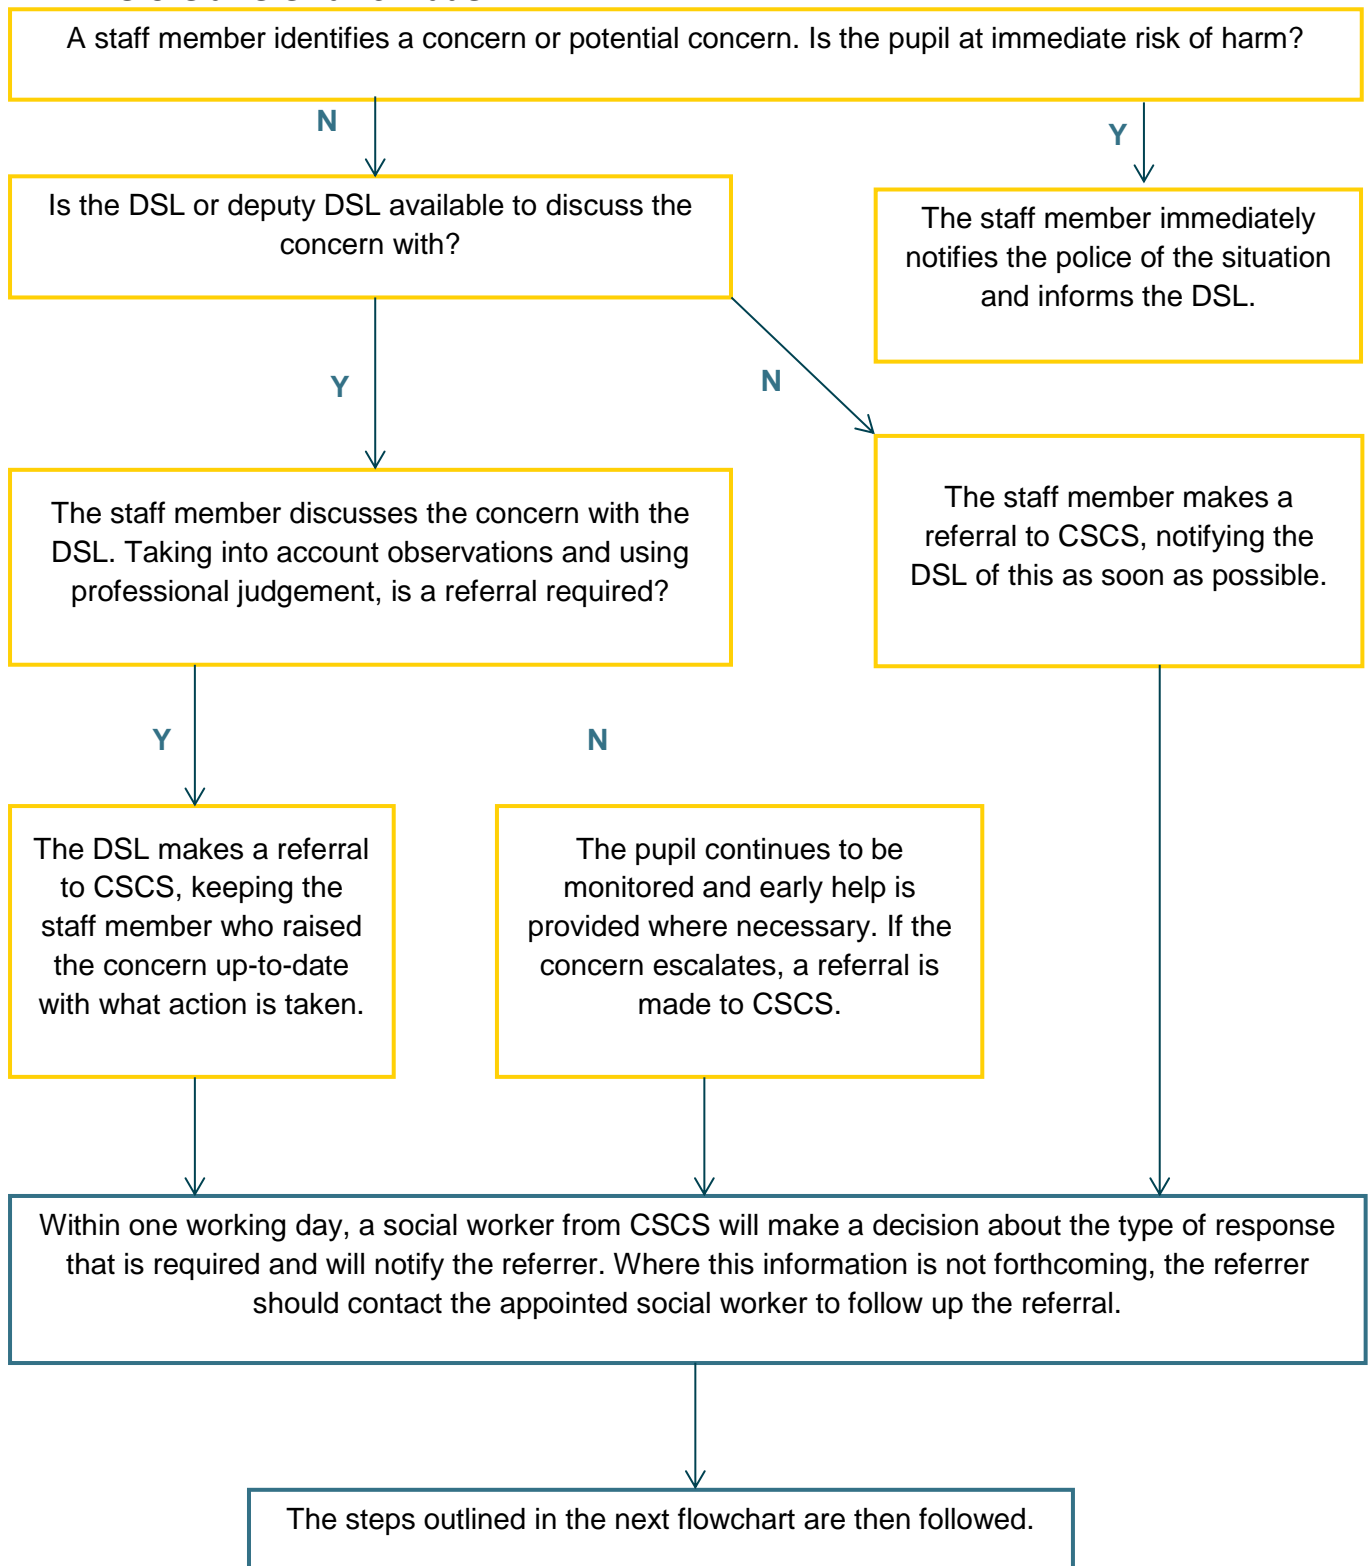 A staff member identifies a concern or potential concern. Is the pupil at immediate risk of harm?
N
Y
Is the DSL or deputy DSL available to discuss the
concern with?
The staff member immediately
notifies the police of the situation
and informs the DSL.
Y
N
The staff member discusses the concern with the
DSL. Taking into account observations and using
professional judgement, is a referral required?
The staff member makes a
referral to CSCS, notifying the
DSL of this as soon as possible.
Y
N
The DSL makes a referral
to CSCS, keeping the
staff member who raised
the concern up-to-date
with what action is taken.
The pupil continues to be
monitored and early help is
provided where necessary. If the
concern escalates, a referral is
made to CSCS.
Within one working day, a social worker from CSCS will make a decision about the type of response
that is required and will notify the referrer. Where this information is not forthcoming, the referrer
should contact the appointed social worker to follow up the referral.
The steps outlined in the next flowchart are then followed.